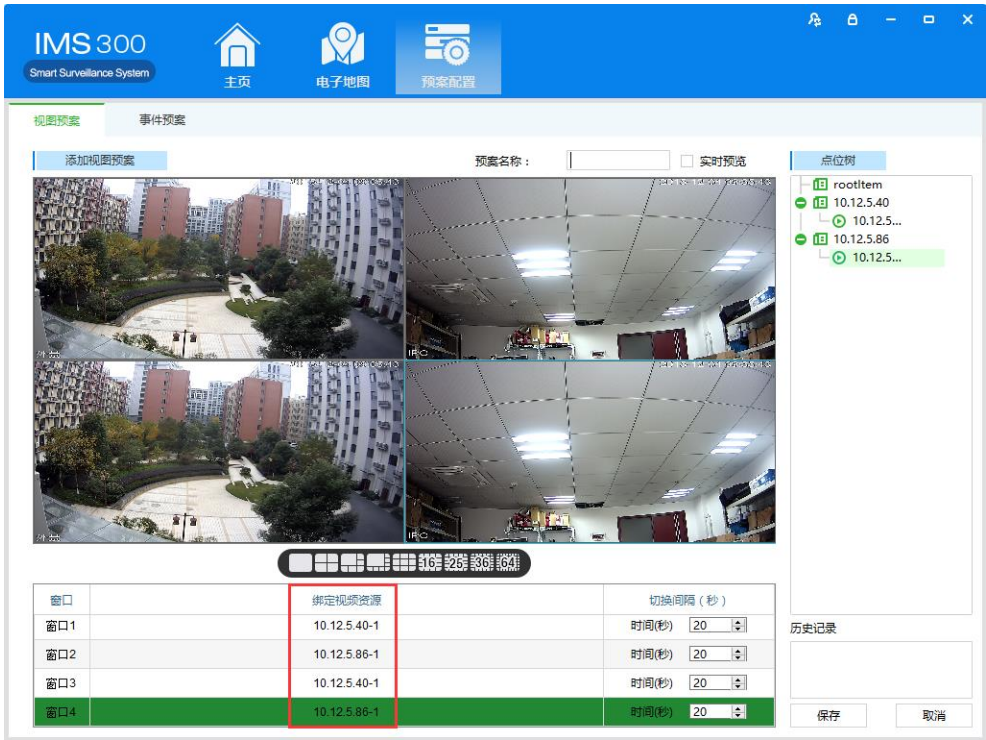 IMS 300
Smart Surveillance System
主页
电子地图
预案配置
视图预案
事件预案
添加视图预案
预案名称：
实时预览
点位树
rootItem
10.12.5.40
10.12.5...
10.12.5.86
10.12.5...
IPC
IPC
16 25 36 64
窗口 绑定视频资源 切换间隔（秒）
窗口1 10.12.5.40-1 时间(秒) 20
窗口2 10.12.5.86-1 时间(秒) 20
窗口3 10.12.5.40-1 时间(秒) 20
窗口4 10.12.5.86-1 时间(秒) 20
历史记录
保存
取消